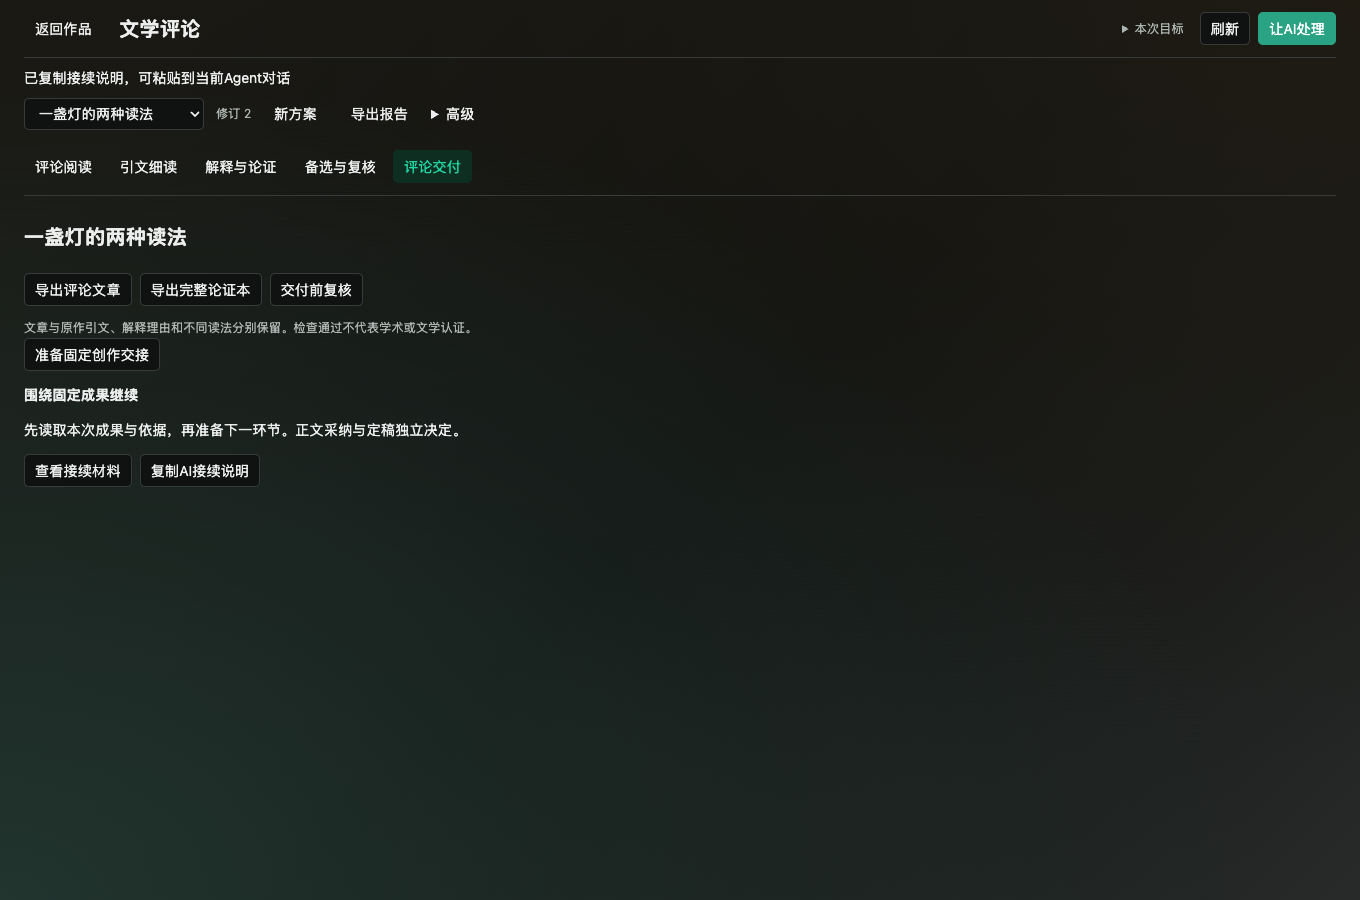 返回作品 文学评论 ▶ 本次目标 刷新 让AI处理
已复制接续说明，可粘贴到当前Agent对话
一盏灯的两种读法 修订 2 新方案 导出报告 ▶ 高级
评论阅读 引文细读 解释与论证 备选与复核 评论交付
一盏灯的两种读法
导出评论文章 导出完整论证本 交付前复核
文章与原作引文、解释理由和不同读法分别保留。检查通过不代表学术或文学认证。
准备固定创作交接
围绕固定成果继续
先读取本次成果与依据，再准备下一环节。正文采纳与定稿独立决定。
查看接续材料 复制AI接续说明